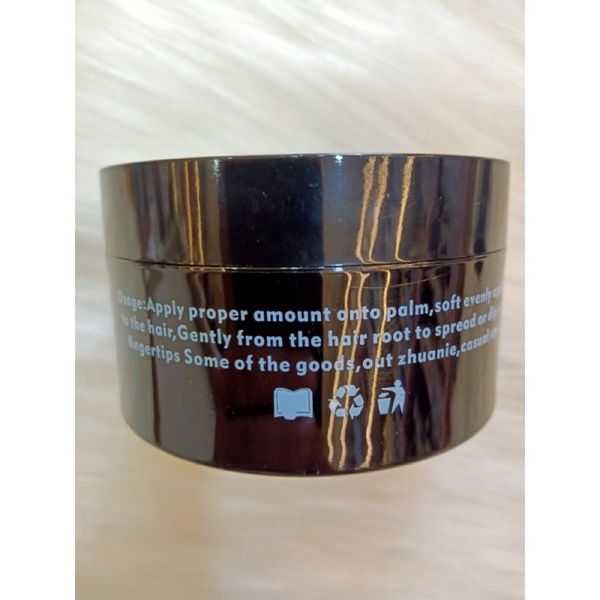 Usage:Apply proper amount onto palm,soft evenly
to the hair,Gently from the hair root to spread or
fingertips Some of the goods,out zhuanie,casual